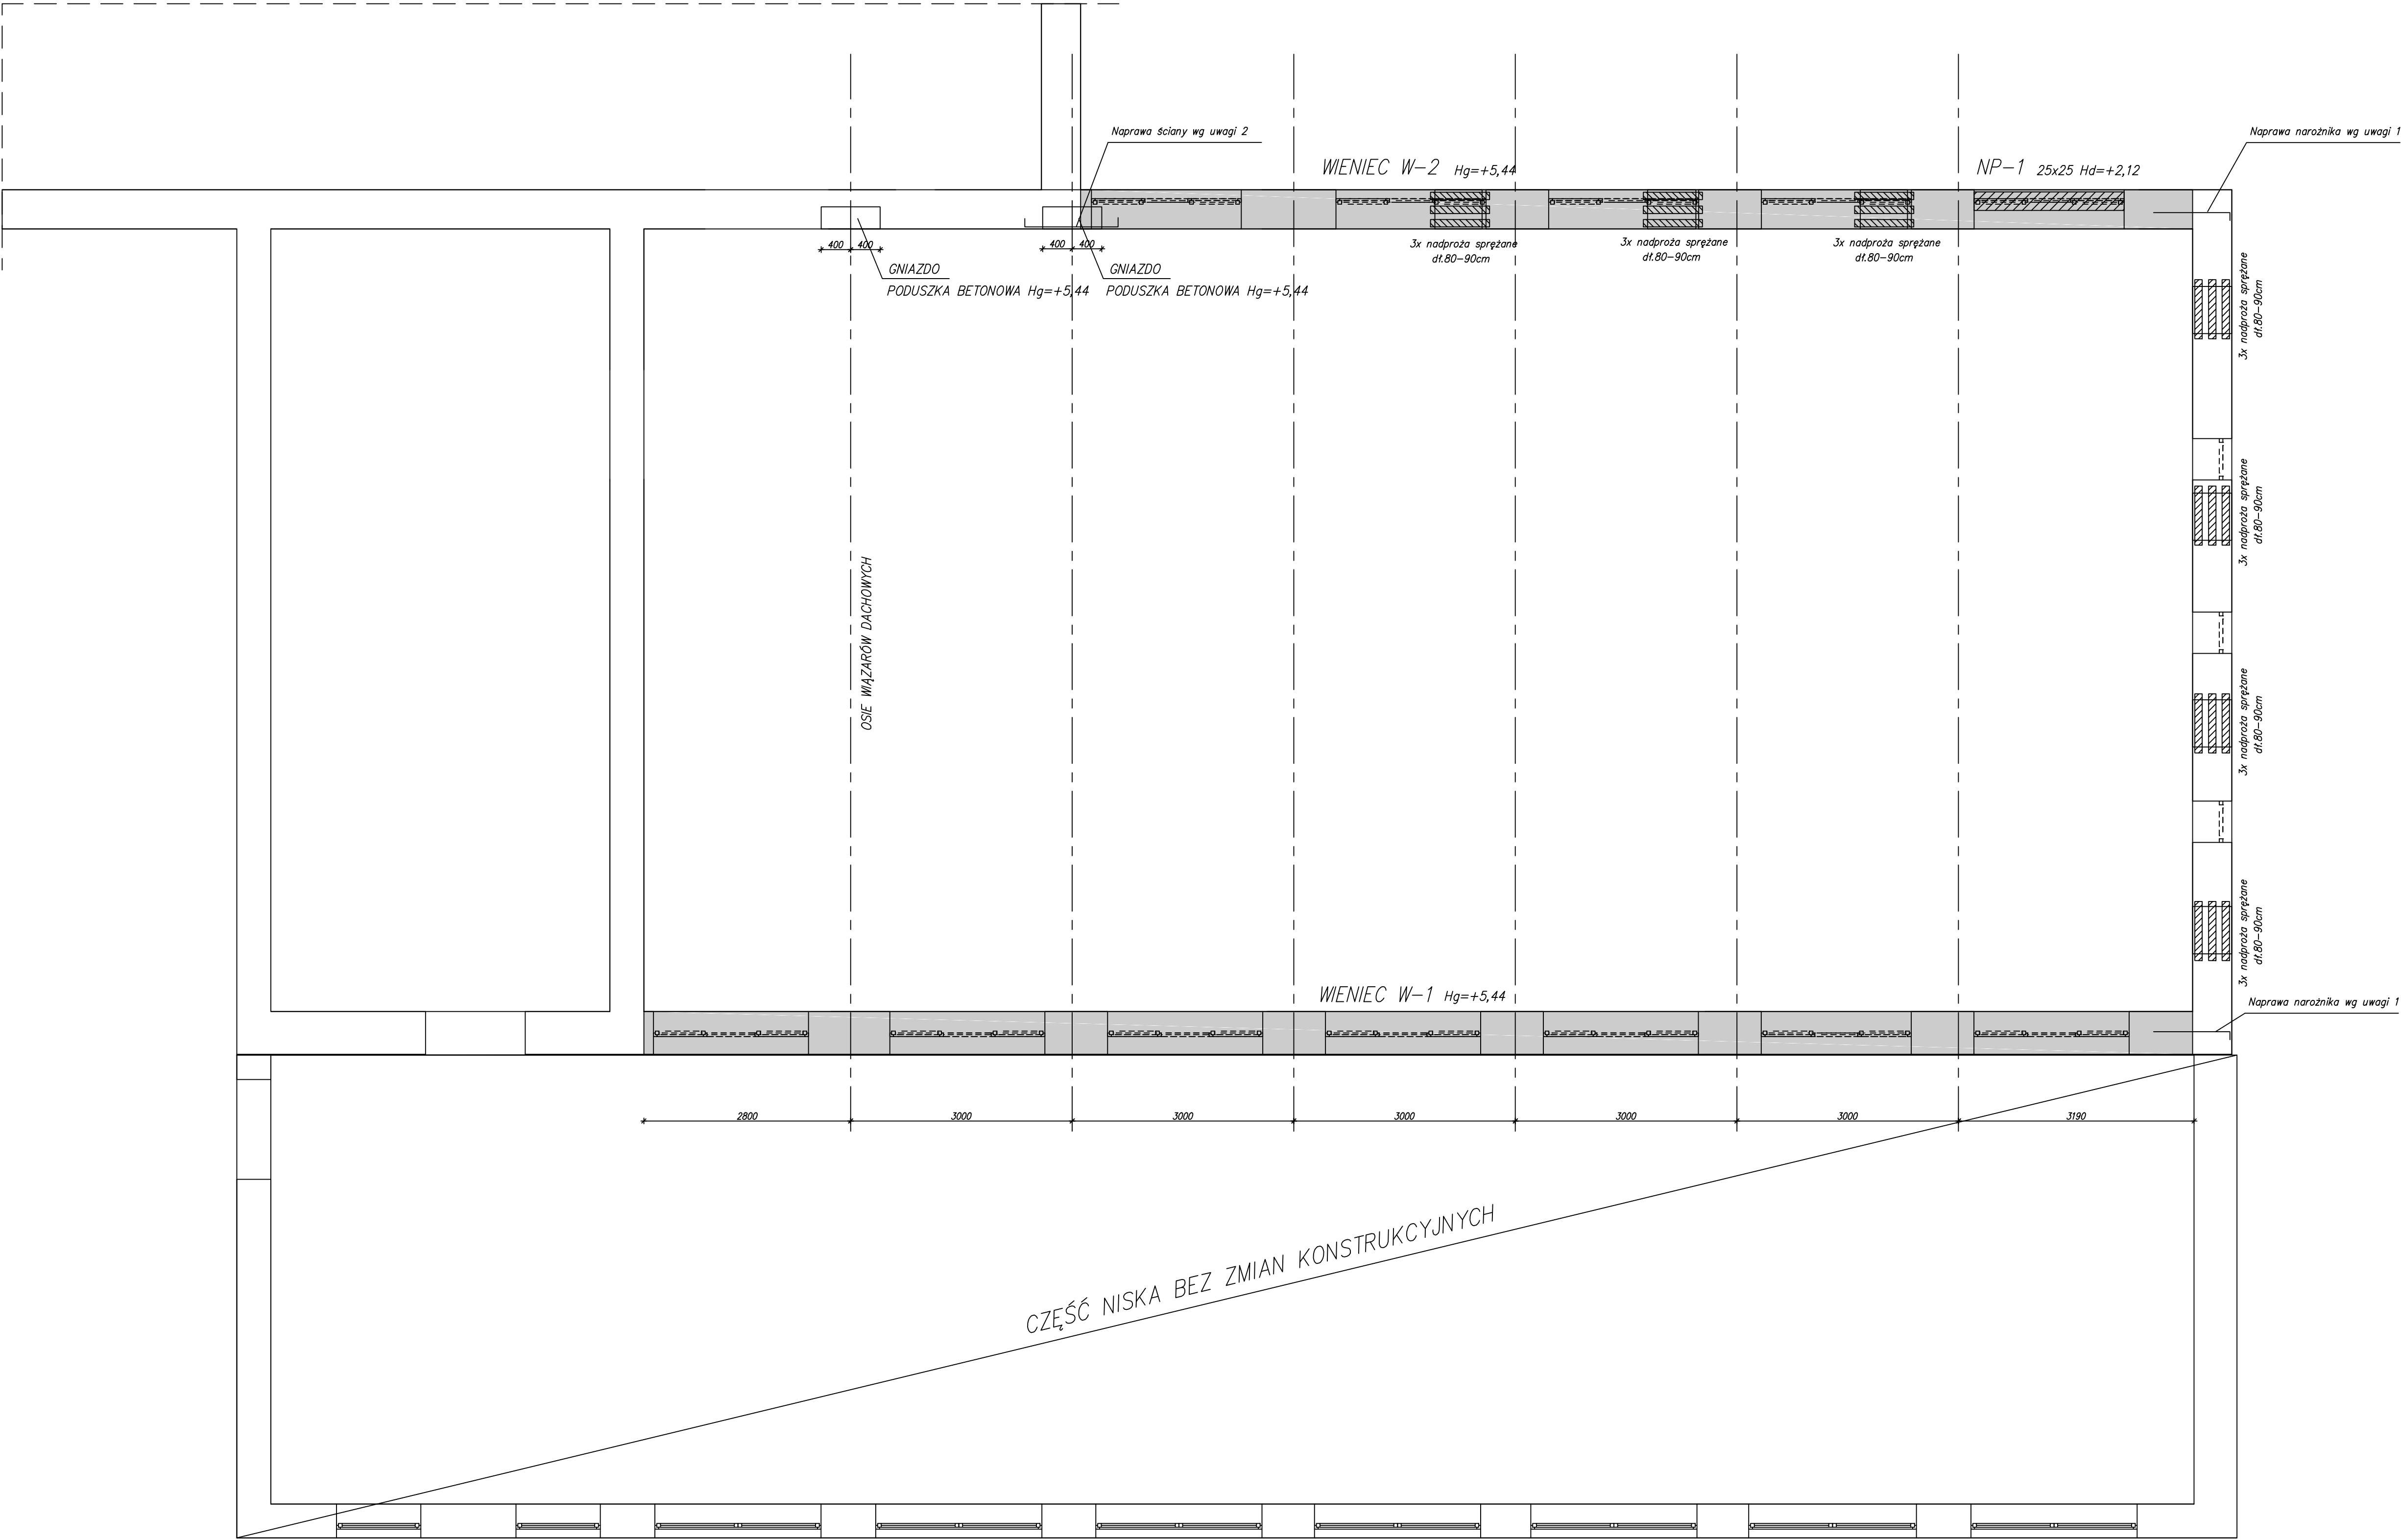 Naprawa ściany wg uwagi 2
Naprawa narożnika wg uwagi 1
WIENIEC W-2 Hg=+5,44
NP-1 25x25 Hd=+2,12
400 400
400 400
3x nadproża sprężane
dł.80-90cm
3x nadproża sprężane
dł.80-90cm
3x nadproża sprężane
dł.80-90cm
GNIAZDO
PODUSZKA BETONOWA Hg=+5,44
GNIAZDO
PODUSZKA BETONOWA Hg=+5,44
3x nadproża sprężane
dł.80-90cm
3x nadproża sprężane
dł.80-90cm
OSIE WIĄZARÓW DACHOWYCH
3x nadproża sprężane
dł.80-90cm
3x nadproża sprężane
dł.80-90cm
WIENIEC W-1 Hg=+5,44
Naprawa narożnika wg uwagi 1
2800 3000 3000 3000 3000 3000 3190
CZĘŚĆ NISKA BEZ ZMIAN KONSTRUKCYJNYCH